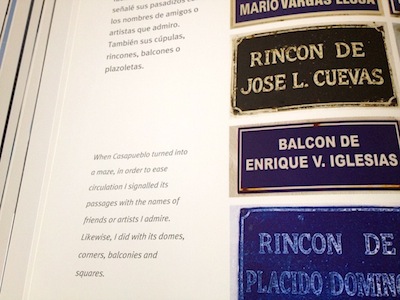 señalé sus pasadizos con
los nombres de amigos o
artistas que admiro.
También sus cúpulas,
rincones, balcones o
plazoletas.
When Casapueblo turned into
a maze, in order to ease
circulation I signalled its
passages with the names of
friends or artists I admire.
Likewise, I did with its domes,
corners, balconies and
squares.
MARIO VARGAS LLOSA
RINCON DE
JOSE L. CUEVAS
BALCON DE
ENRIQUE V. IGLESIAS
RINCON DE
PLACIDO DOMINGO